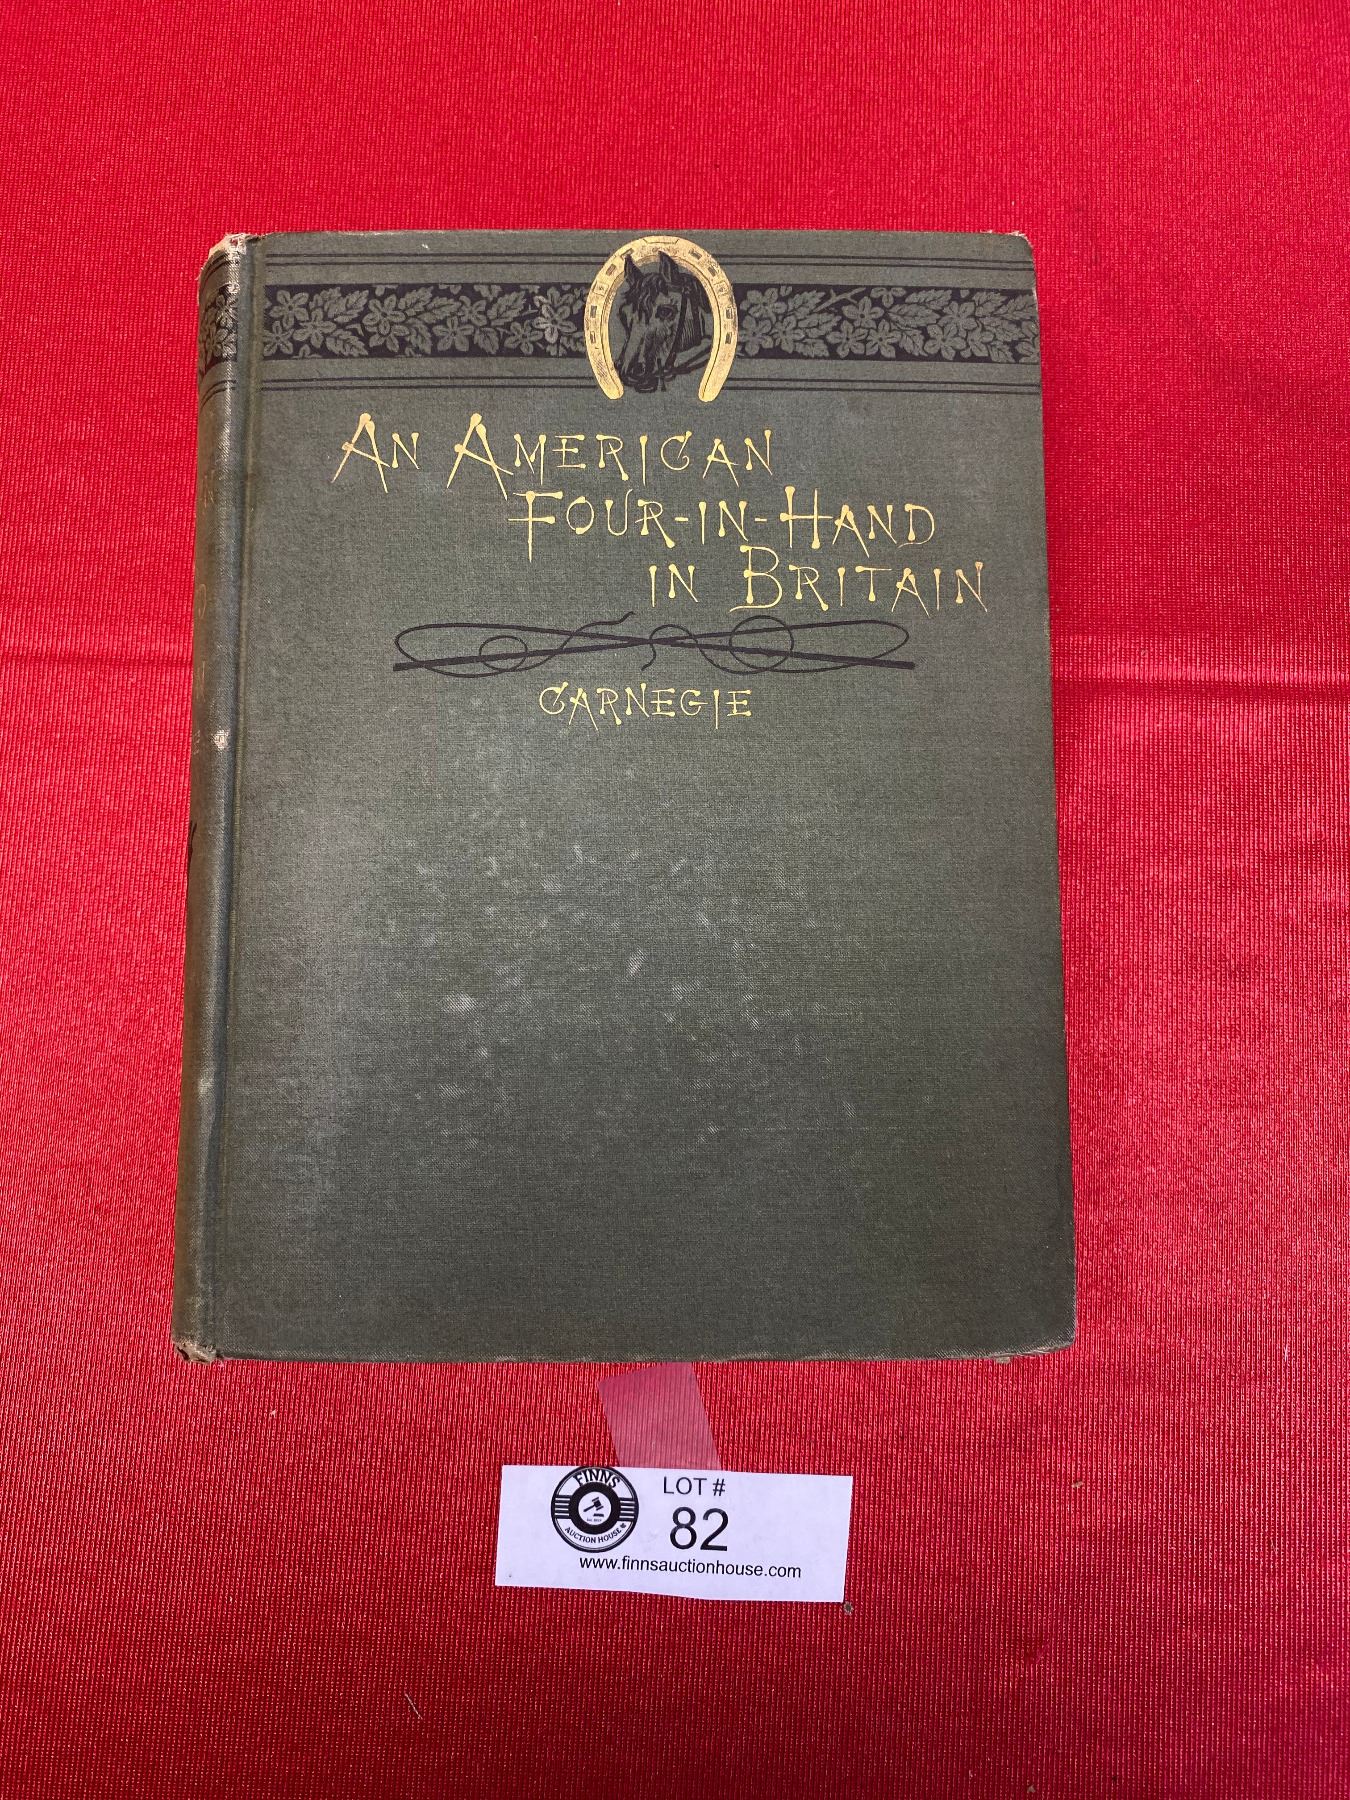 An American
Four-in-Hand
in Britain
Carnegie
FINNS
AUCTION HOUSE
LOT #
82
www.finnsauctionhouse.com